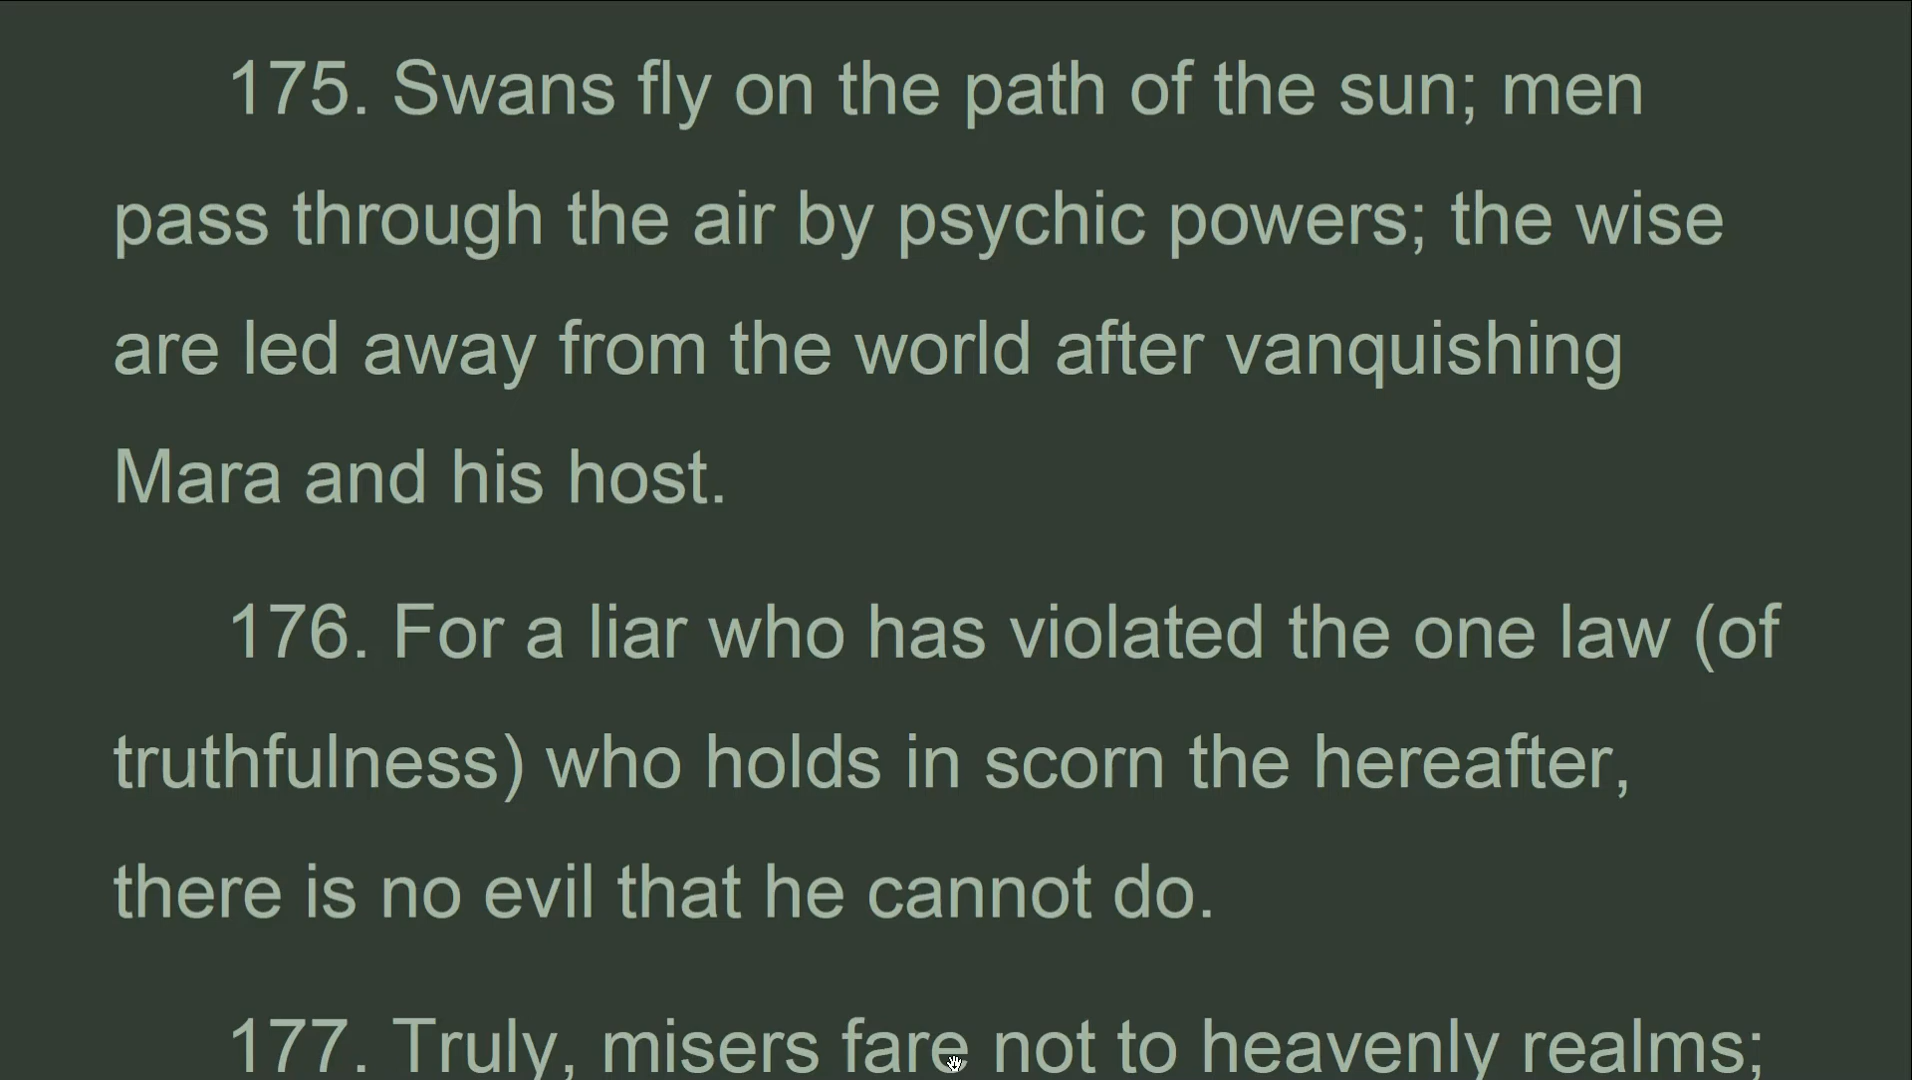 175. Swans fly on the path of the sun; men
pass through the air by psychic powers; the wise
are led away from the world after vanquishing
Mara and his host.
176. For a liar who has violated the one law (of
truthfulness) who holds in scorn the hereafter,
there is no evil that he cannot do.
177. Truly, misers fare not to heavenly realms;